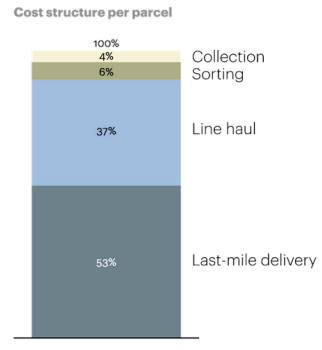 Cost structure per parcel
100%
4% Collection
6% Sorting
37% Line haul
53% Last-mile delivery